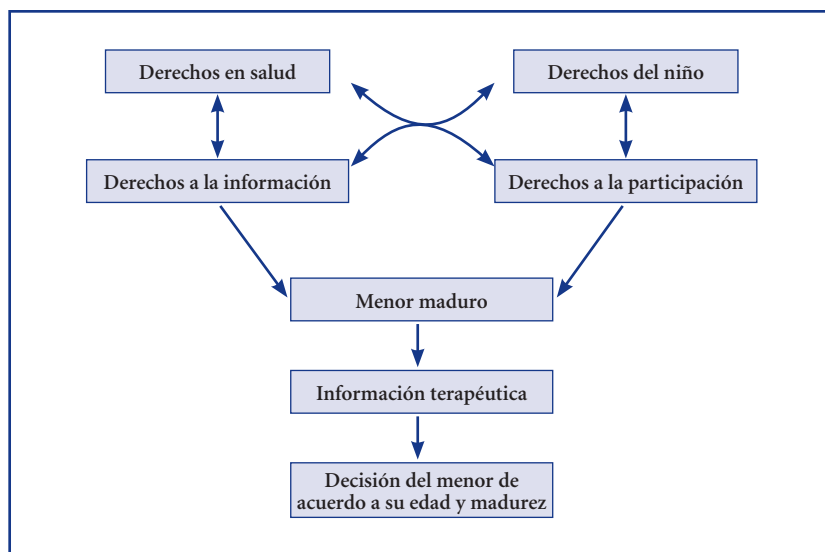 Derechos en salud
Derechos del niño
Derechos a la información
Derechos a la participación
Menor maduro
Información terapéutica
Decisión del menor de
acuerdo a su edad y madurez